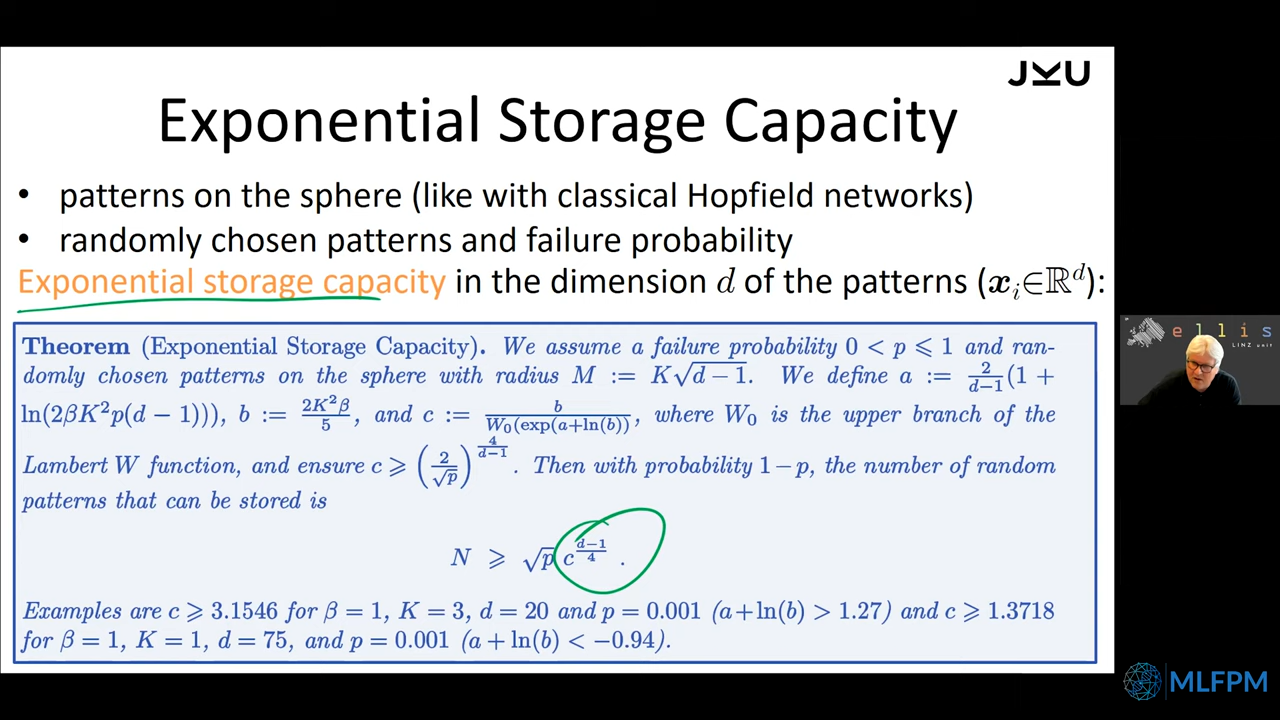 JKU
Exponential Storage Capacity
• patterns on the sphere (like with classical Hopfield networks)
• randomly chosen patterns and failure probability
Exponential storage capacity in the dimension d of the patterns (𝒙ᵢ∈ℝᵈ):
Theorem (Exponential Storage Capacity). We assume a failure probability 0 < p ⩽ 1 and ran-
domly chosen patterns on the sphere with radius M := K√(d − 1). We define a := 2/(d−1) (1 +
ln(2βK²p(d − 1))), b := 2K²β/5, and c := b/W₀(exp(a+ln(b))), where W₀ is the upper branch of the
Lambert W function, and ensure c ⩾ (2/√p)^(4/(d−1)). Then with probability 1 − p, the number of random
patterns that can be stored is
N ⩾ √p c^((d−1)/4) .
Examples are c ⩾ 3.1546 for β = 1, K = 3, d = 20 and p = 0.001 (a + ln(b) > 1.27) and c ⩾ 1.3718
for β = 1, K = 1, d = 75, and p = 0.001 (a + ln(b) < −0.94).
ellis
LINZ unit
MLFPM